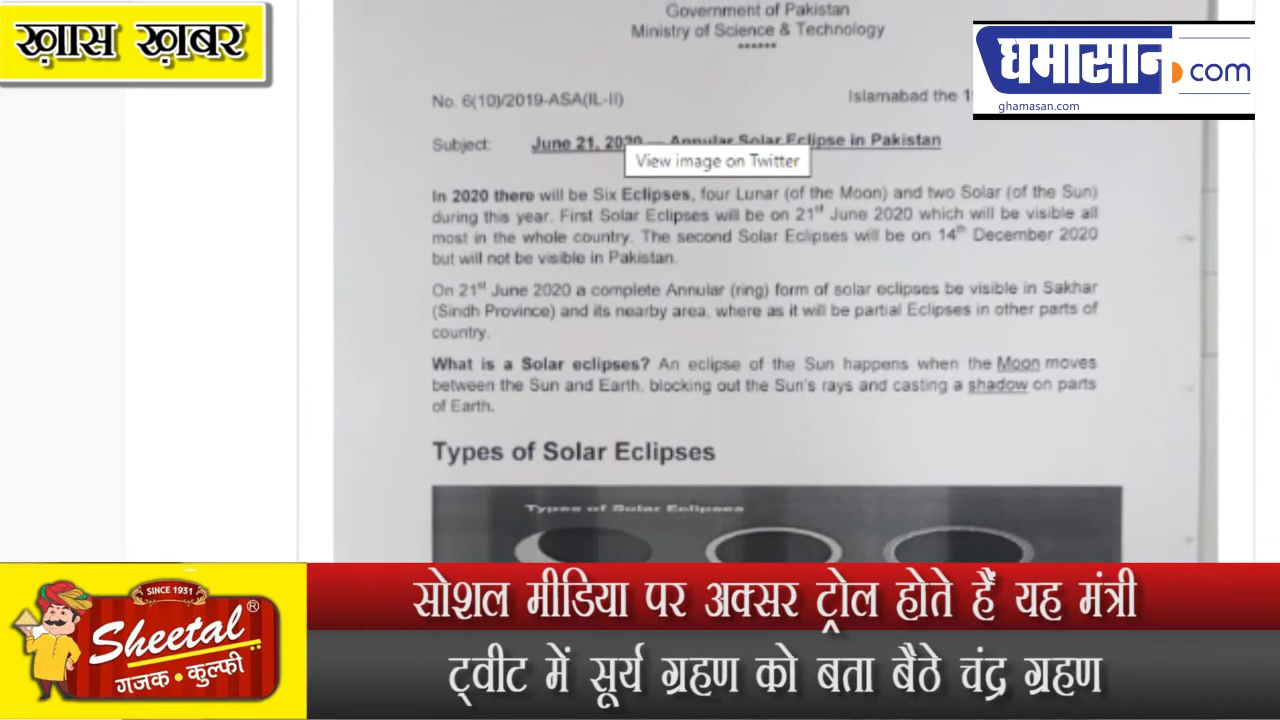 ख़ास ख़बर
घमासान.com
ghamasan.com
Government of Pakistan
Ministry of Science & Technology
******
No. 6(10)/2019-ASA(IL-II)
Islamabad the
Subject: June 21, 2020 — Annular Solar Eclipse in Pakistan
View image on Twitter
In 2020 there will be Six Eclipses, four Lunar (of the Moon) and two Solar (of the Sun)
during this year. First Solar Eclipses will be on 21st June 2020 which will be visible all
most in the whole country. The second Solar Eclipses will be on 14th December 2020
but will not be visible in Pakistan.
On 21st June 2020 a complete Annular (ring) form of solar eclipses be visible in Sakhar
(Sindh Province) and its nearby area, where as it will be partial Eclipses in other parts of
country.
What is a Solar eclipses? An eclipse of the Sun happens when the Moon moves
between the Sun and Earth, blocking out the Sun's rays and casting a shadow on parts
of Earth.
Types of Solar Eclipses
Types of Solar Eclipses
SINCE 1931
Sheetal®
गजक • कुल्फी
सोशल मीडिया पर अक्सर ट्रोल होते हैं यह मंत्री
ट्वीट में सूर्य ग्रहण को बता बैठे चंद्र ग्रहण